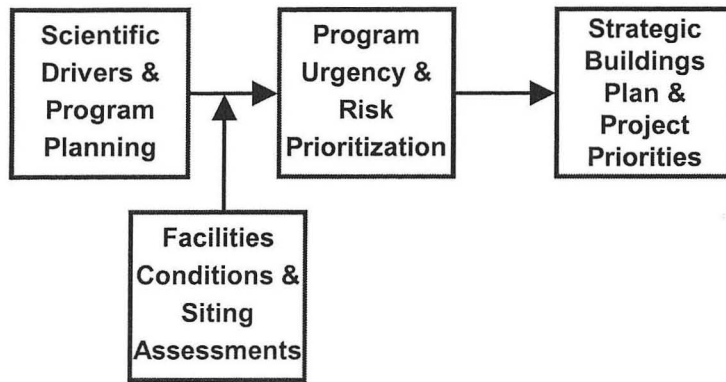 Scientific
Drivers &
Program
Planning
Program
Urgency &
Risk
Prioritization
Strategic
Buildings
Plan &
Project
Priorities
Facilities
Conditions &
Siting
Assessments